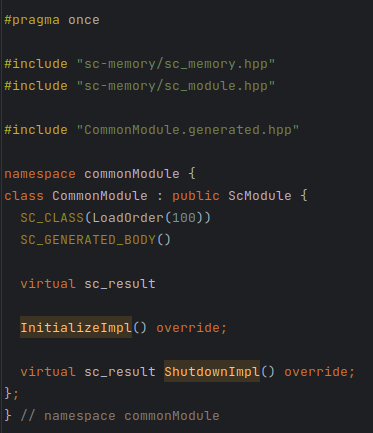 #pragma once
#include "sc-memory/sc_memory.hpp"
#include "sc-memory/sc_module.hpp"
#include "CommonModule.generated.hpp"
namespace commonModule {
class CommonModule : public ScModule {
  SC_CLASS(LoadOrder(100))
  SC_GENERATED_BODY()
  virtual sc_result
  InitializeImpl() override;
  virtual sc_result ShutdownImpl() override;
};
} // namespace commonModule